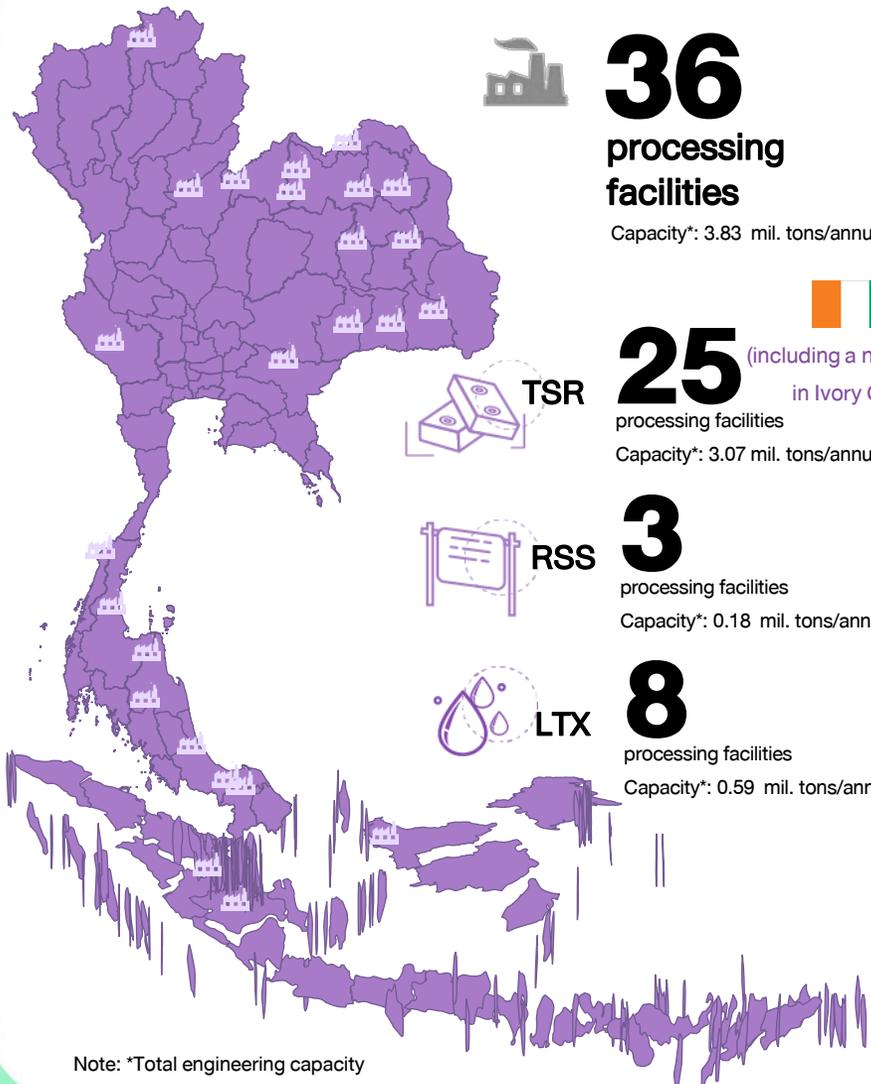 36
processing
facilities
Capacity*: 3.83 mil. tons/annu
TSR
25
(including a n
in Ivory C
processing facilities
Capacity*: 3.07 mil. tons/annu
RSS
3
processing facilities
Capacity*: 0.18 mil. tons/ann
LTX
8
processing facilities
Capacity*: 0.59 mil. tons/ann
Note: *Total engineering capacity